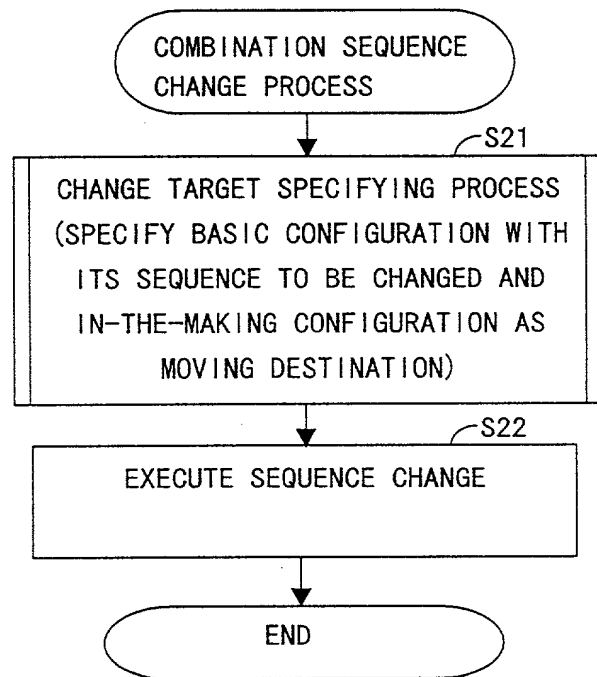 COMBINATION SEQUENCE
CHANGE PROCESS
S21
CHANGE TARGET SPECIFYING PROCESS
(SPECIFY BASIC CONFIGURATION WITH
ITS SEQUENCE TO BE CHANGED AND
IN-THE-MAKING CONFIGURATION AS
MOVING DESTINATION)
S22
EXECUTE SEQUENCE CHANGE
END